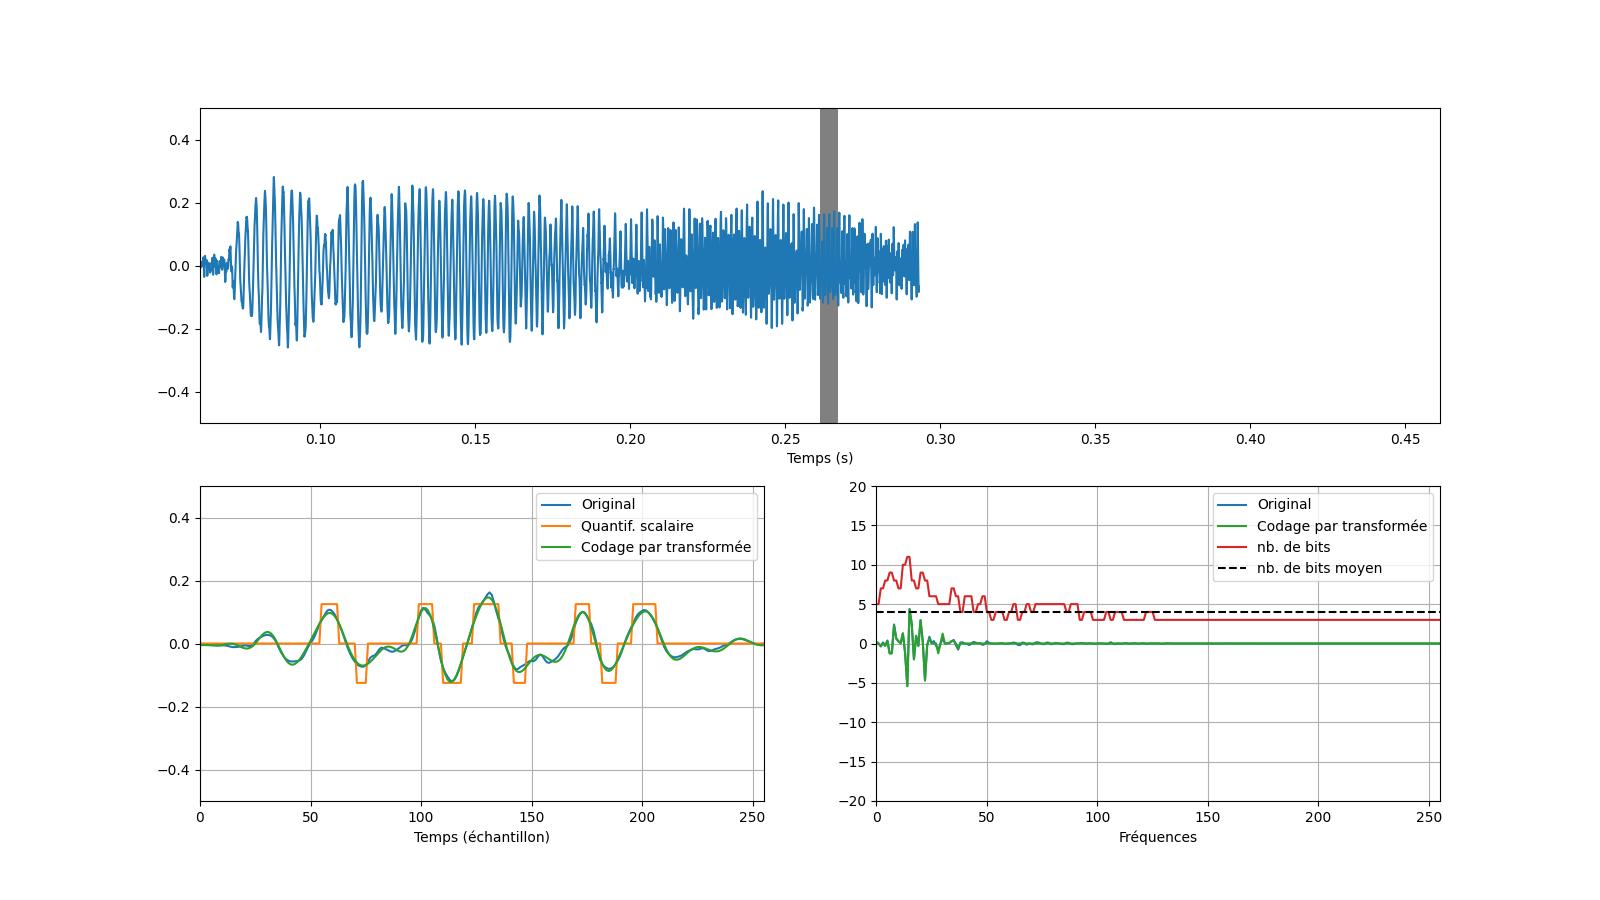 0.4
0.2
0.0
−0.2
−0.4
0.10 0.15 0.20 0.25 0.30 0.35 0.40 0.45
Temps (s)
0.4
0.2
0.0
−0.2
−0.4
0 50 100 150 200 250
Temps (échantillon)
Original
Quantif. scalaire
Codage par transformée
20
15
10
5
0
−5
−10
−15
−20
0 50 100 150 200 250
Fréquences
Original
Codage par transformée
nb. de bits
nb. de bits moyen